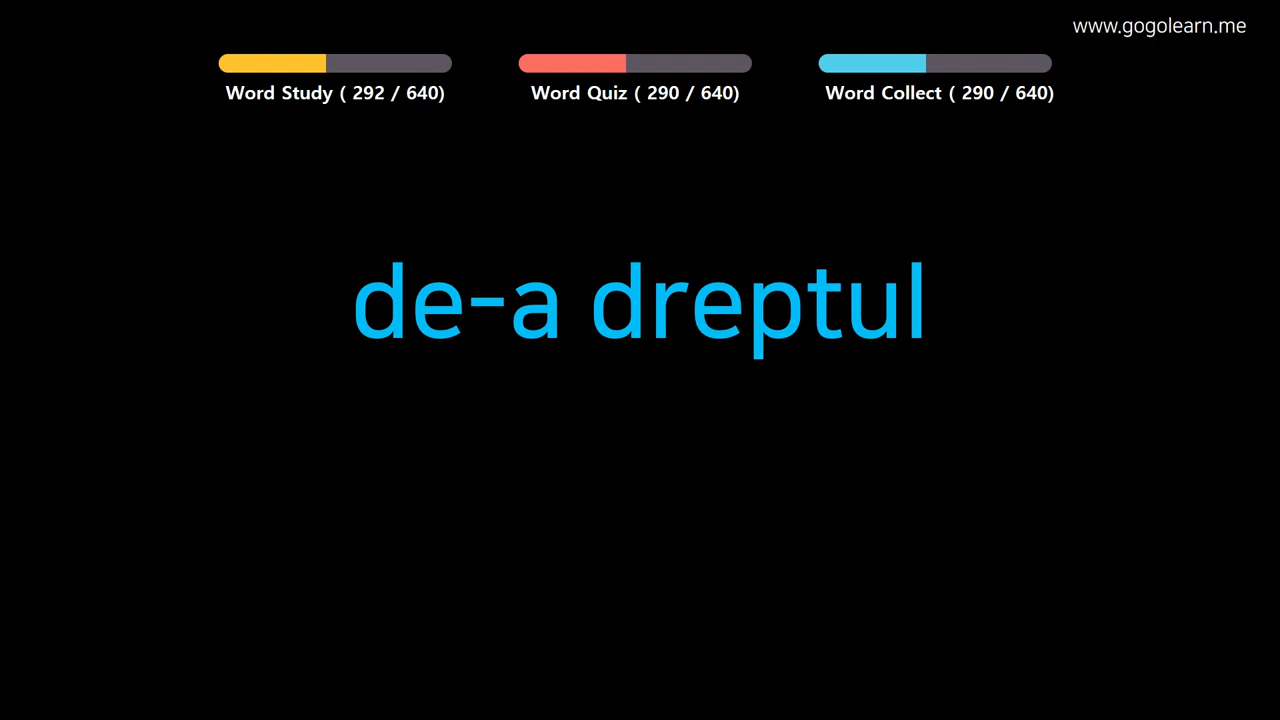 www.gogolearn.me
Word Study ( 292 / 640)
Word Quiz ( 290 / 640)
Word Collect ( 290 / 640)
de-a dreptul